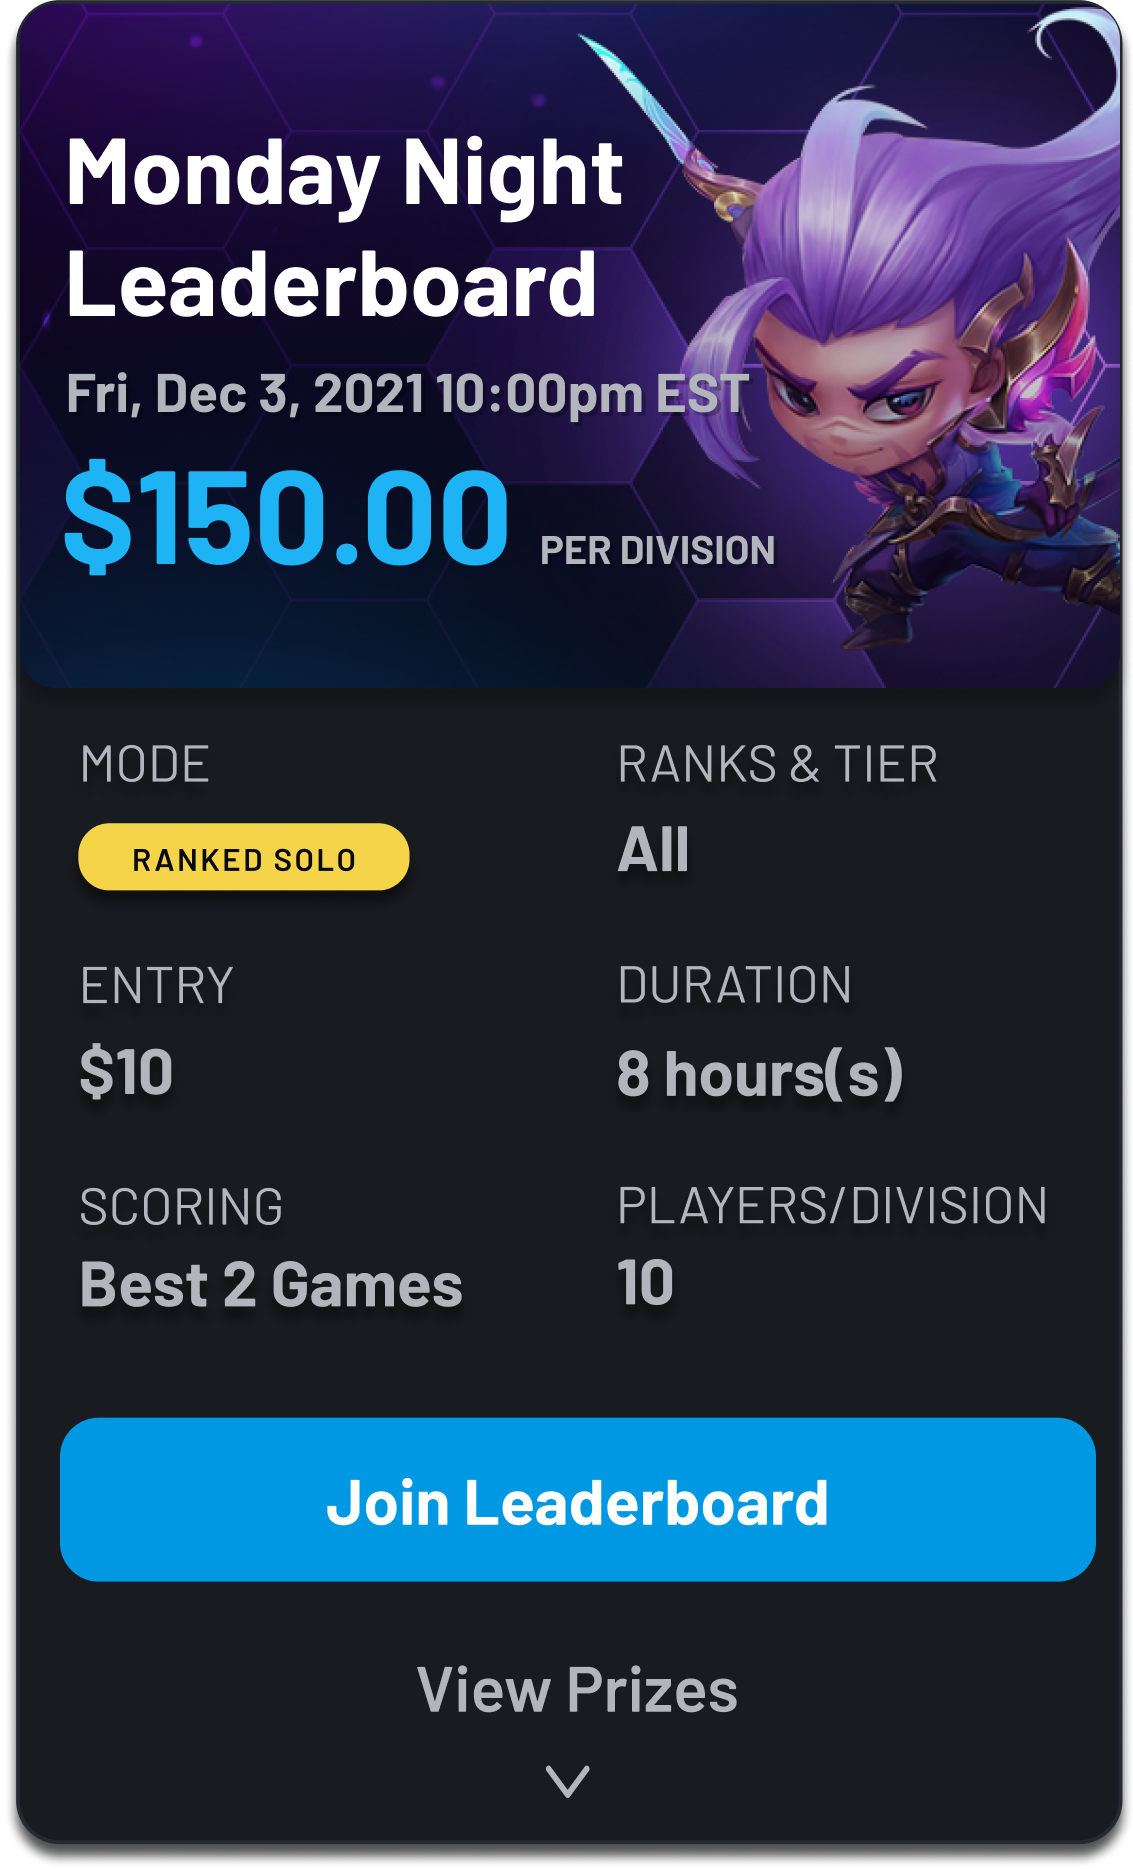 Monday Night
Leaderboard
Fri, Dec 3, 2021 10:00pm EST
$150.00 PER DIVISION
MODE
RANKED SOLO
RANKS & TIER
All
ENTRY
$10
DURATION
8 hours(s)
SCORING
Best 2 Games
PLAYERS/DIVISION
10
Join Leaderboard
View Prizes